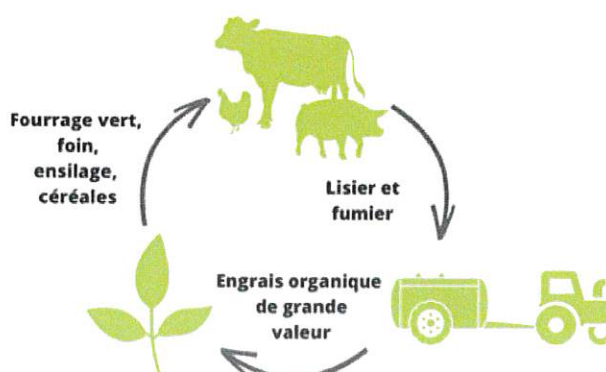 Fourrage vert,
foin,
ensilage,
céréales
Lisier et
fumier
Engrais organique
de grande
valeur